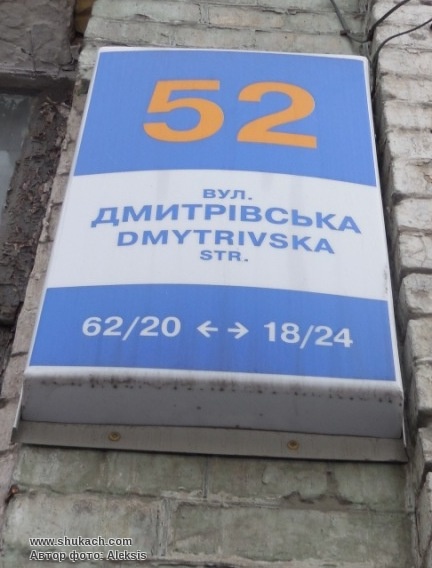 52
ВУЛ.
ДМИТРІВСЬКА
DMYTRIVSKA
STR.
62/20 ←→ 18/24
www.shukach.com
Автор фото: Aleksis